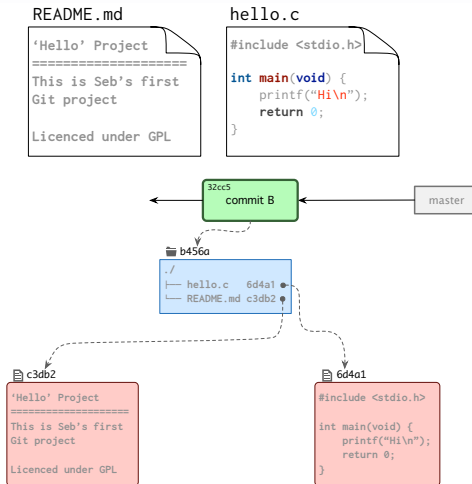 README.md
‘Hello’ Project
====================
This is Seb’s first
Git project
Licenced under GPL
hello.c
#include <stdio.h>
int main(void) {
printf(“Hi\n”);
return 0;
}
32cc5
commit B
master
b456a
./
├── hello.c 6d4a1
└── README.md c3db2
c3db2
‘Hello’ Project
====================
This is Seb’s first
Git project
Licenced under GPL
6d4a1
#include <stdio.h>
int main(void) {
printf("Hi\n");
return 0;
}